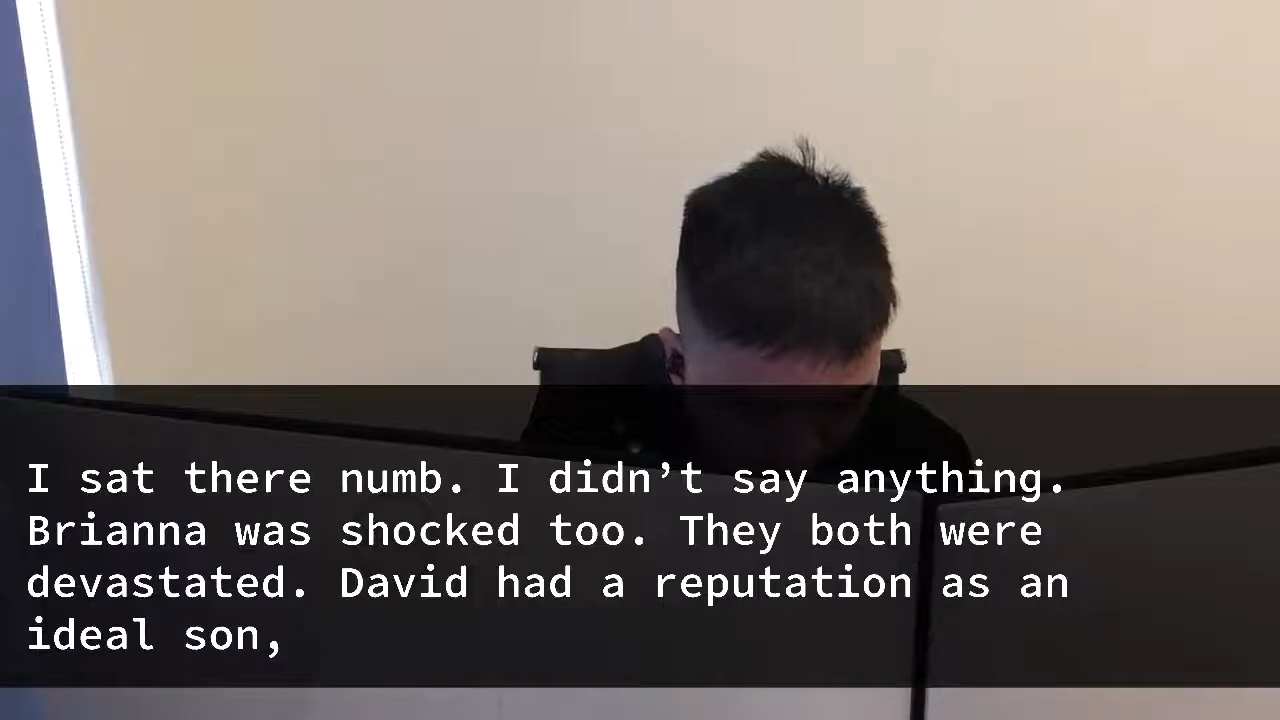 I sat there numb. I didn’t say anything.
Brianna was shocked too. They both were
devastated. David had a reputation as an
ideal son,